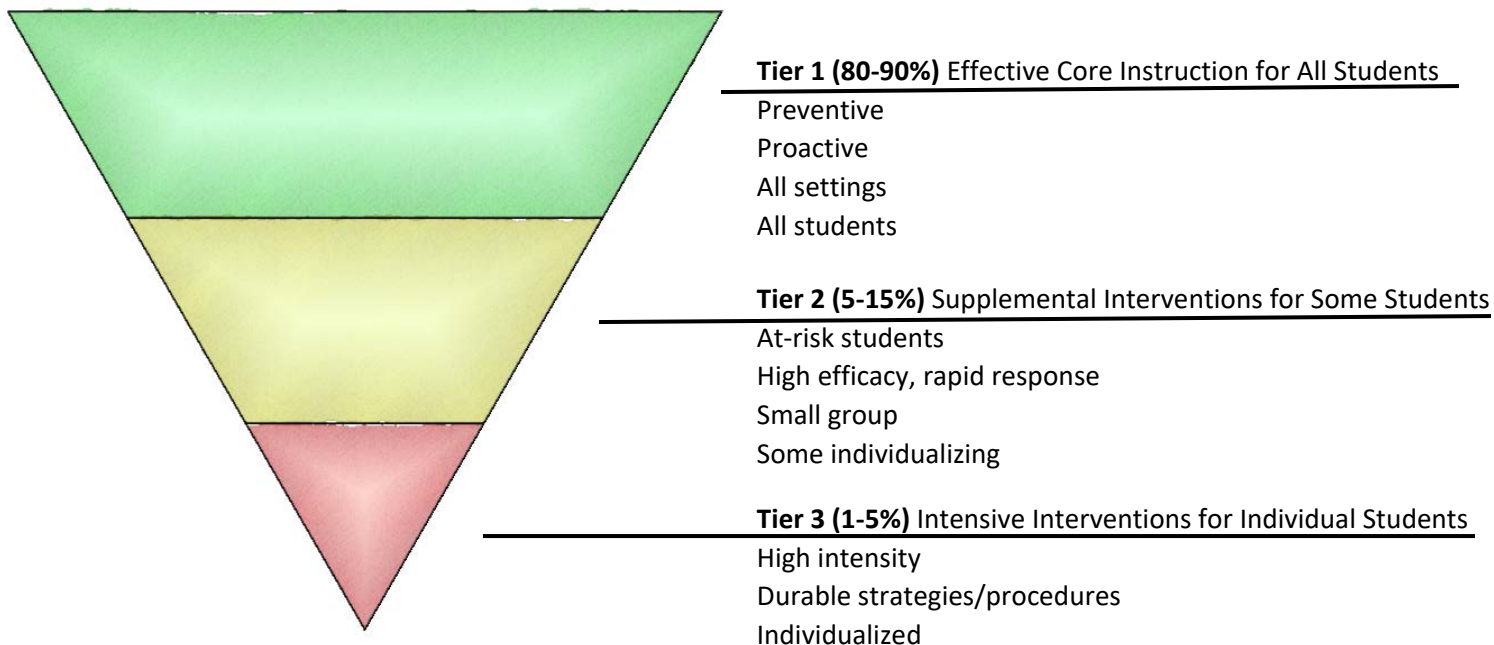 Tier 1 (80-90%) Effective Core Instruction for All Students
Preventive
Proactive
All settings
All students
Tier 2 (5-15%) Supplemental Interventions for Some Students
At-risk students
High efficacy, rapid response
Small group
Some individualizing
Tier 3 (1-5%) Intensive Interventions for Individual Students
High intensity
Durable strategies/procedures
Individualized